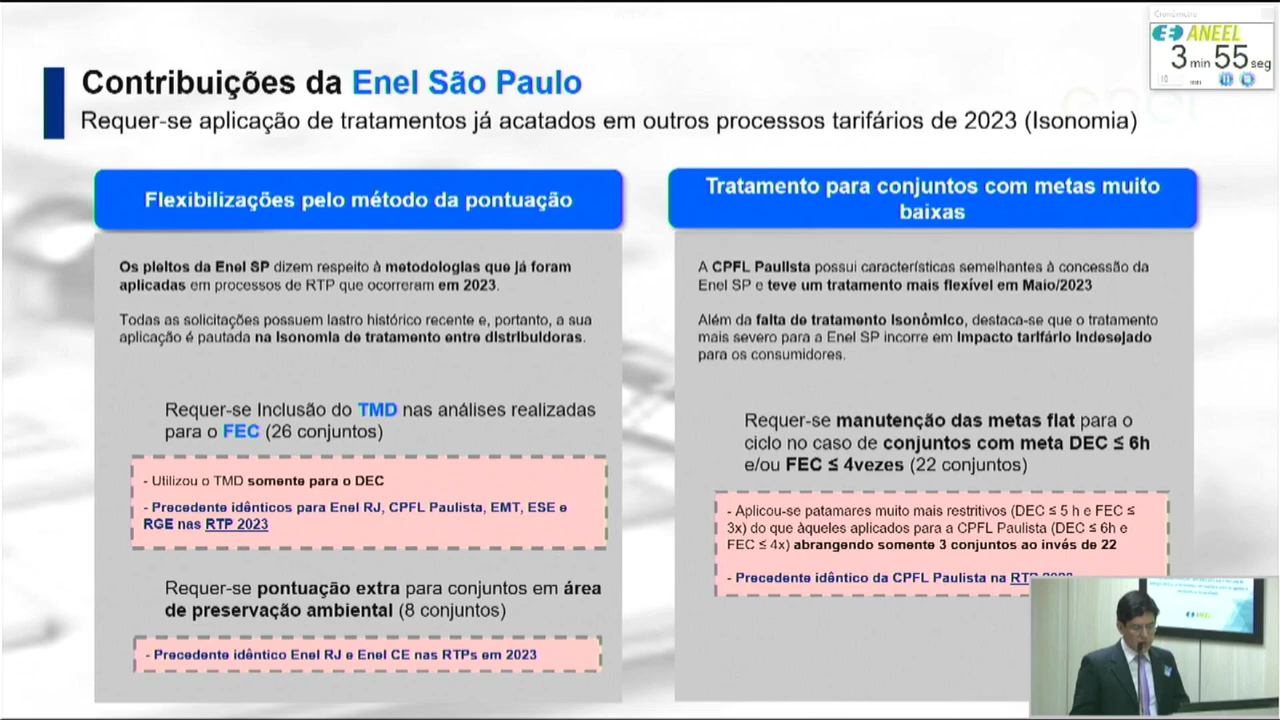 Cronômetro
ANEEL
3 min 55 seg
10 min
Contribuições da Enel São Paulo
Requer-se aplicação de tratamentos já acatados em outros processos tarifários de 2023 (Isonomia)
enel
Flexibilizações pelo método da pontuação
Os pleitos da Enel SP dizem respeito à metodologias que já foram
aplicadas em processos de RTP que ocorreram em 2023.
Todas as solicitações possuem lastro histórico recente e, portanto, a sua
aplicação é pautada na isonomia de tratamento entre distribuidoras.
Requer-se Inclusão do TMD nas análises realizadas
para o FEC (26 conjuntos)
- Utilizou o TMD somente para o DEC
- Precedente idênticos para Enel RJ, CPFL Paulista, EMT, ESE e
RGE nas RTP 2023
Requer-se pontuação extra para conjuntos em área
de preservação ambiental (8 conjuntos)
- Precedente idêntico Enel RJ e Enel CE nas RTPs em 2023
Tratamento para conjuntos com metas muito
baixas
A CPFL Paulista possui características semelhantes à concessão da
Enel SP e teve um tratamento mais flexível em Maio/2023
Além da falta de tratamento isonômico, destaca-se que o tratamento
mais severo para a Enel SP incorre em impacto tarifário indesejado
para os consumidores.
Requer-se manutenção das metas flat para o
ciclo no caso de conjuntos com meta DEC ≤ 6h
e/ou FEC ≤ 4vezes (22 conjuntos)
- Aplicou-se patamares muito mais restritivos (DEC ≤ 5 h e FEC ≤
3x) do que àqueles aplicados para a CPFL Paulista (DEC ≤ 6h e
FEC ≤ 4x) abrangendo somente 3 conjuntos ao invés de 22
- Precedente idêntico da CPFL Paulista na RTP 2023
ANEEL